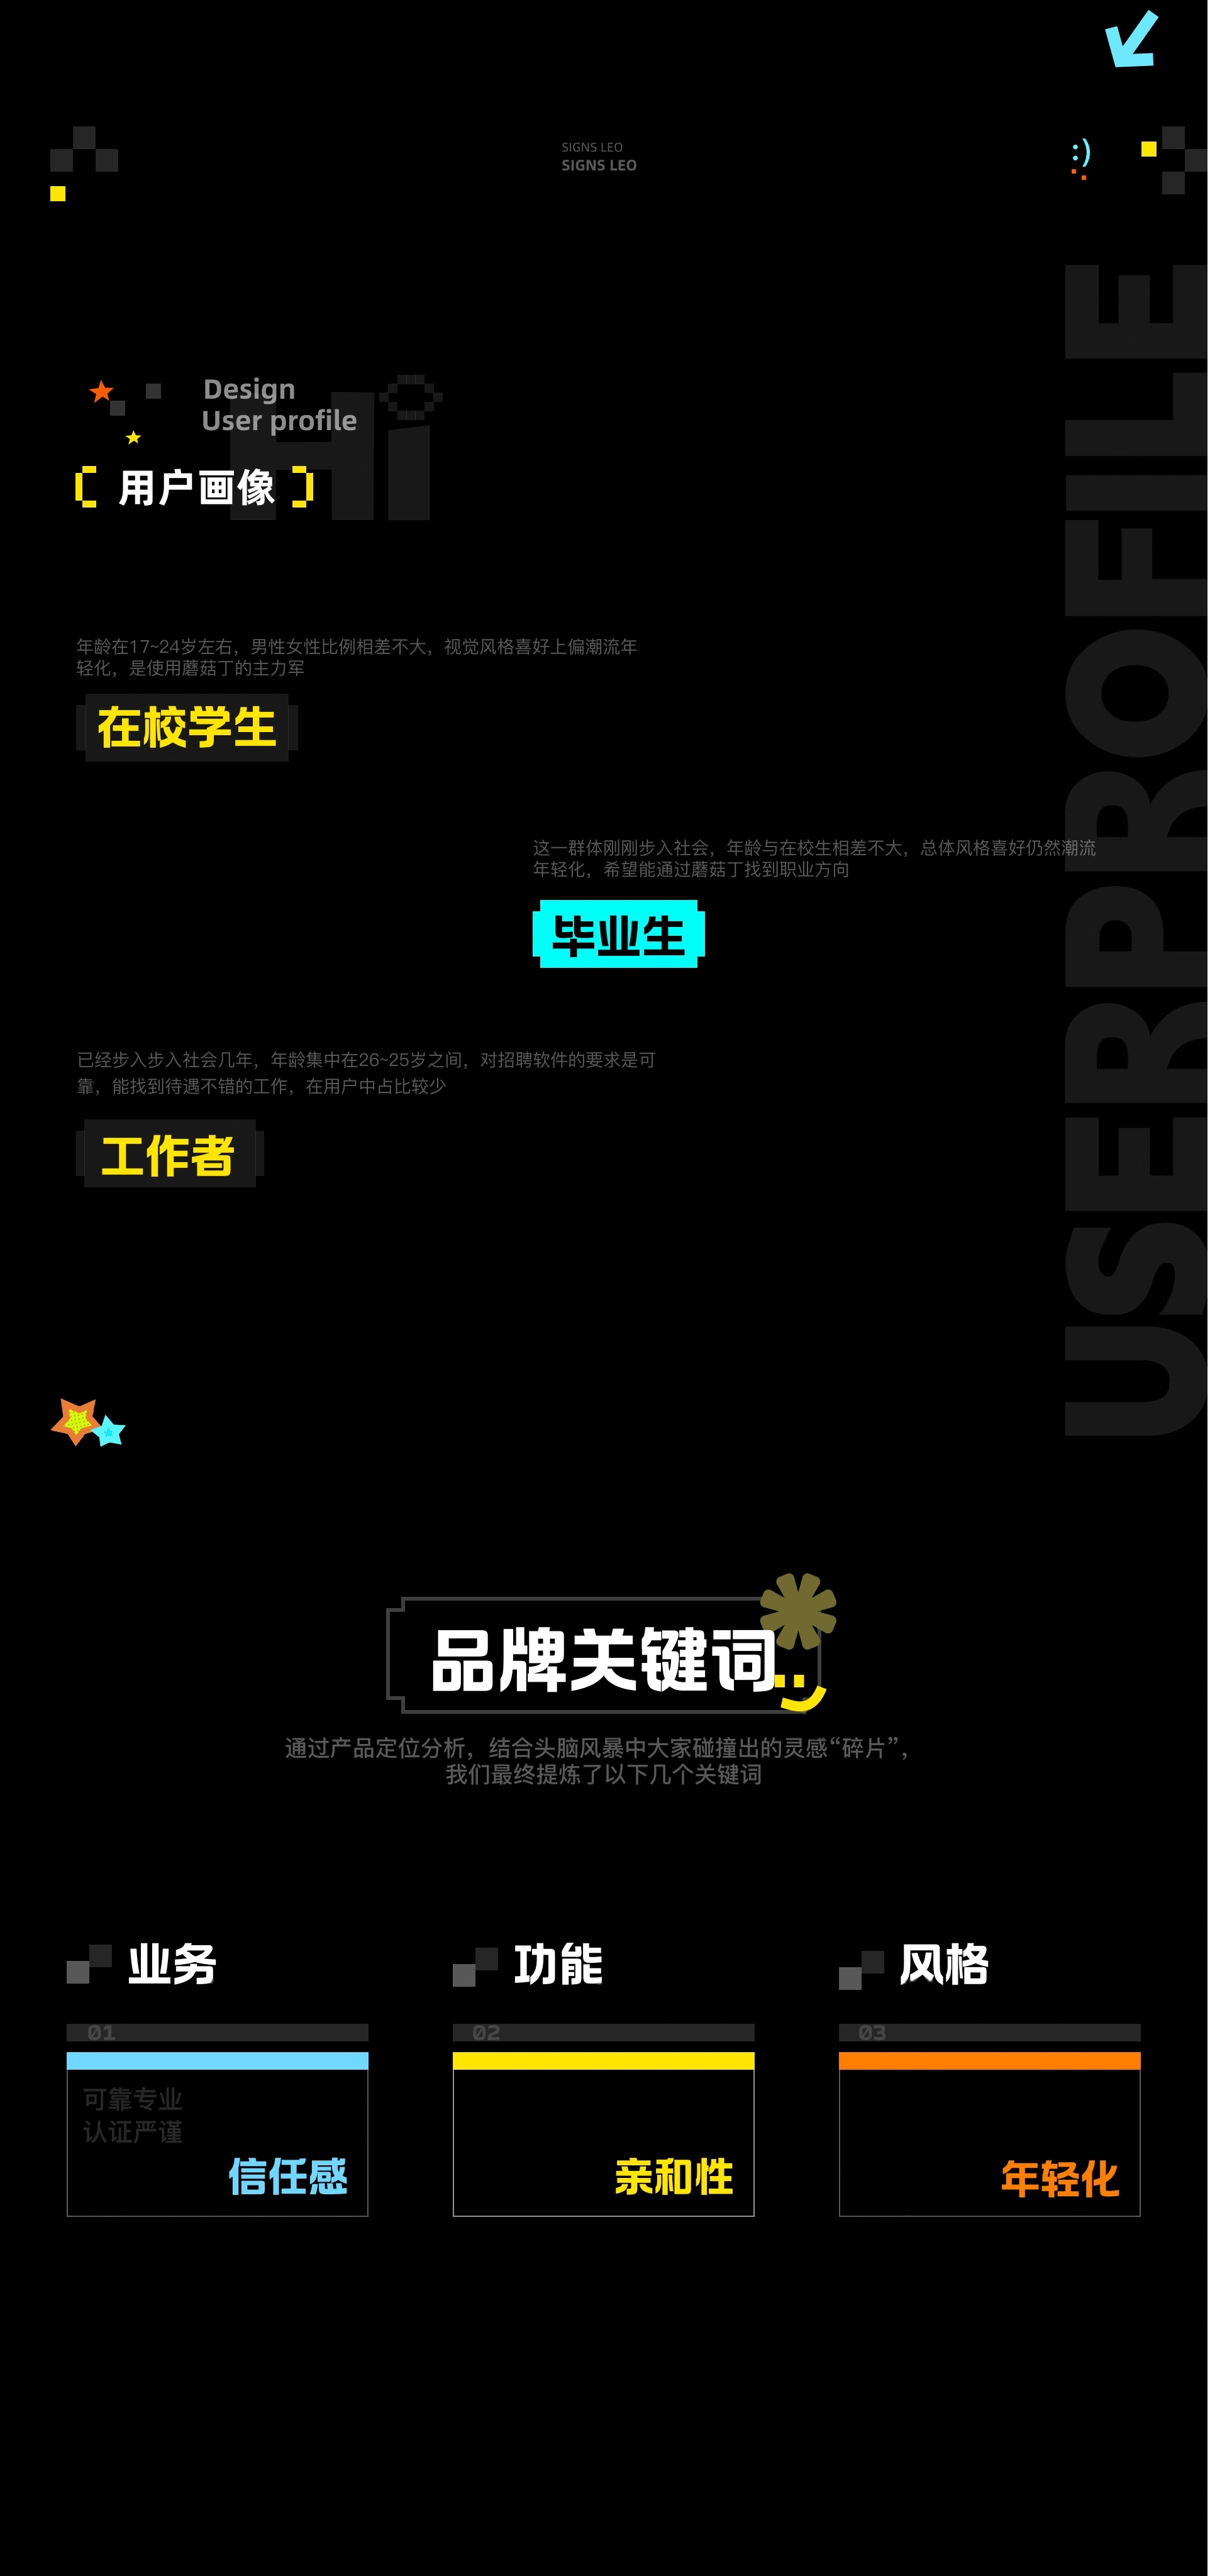 SIGNS LEO
SIGNS LEO
:)
Design
User profile
Hi
用户画像
USERPROFILE
年龄在17~24岁左右，男性女性比例相差不大，视觉风格喜好上偏潮流年
轻化，是使用蘑菇丁的主力军
在校学生
这一群体刚刚步入社会，年龄与在校生相差不大，总体风格喜好仍然潮流
年轻化，希望能通过蘑菇丁找到职业方向
毕业生
已经步入步入社会几年，年龄集中在26~25岁之间，对招聘软件的要求是可
靠，能找到待遇不错的工作，在用户中占比较少
工作者
品牌关键词
通过产品定位分析，结合头脑风暴中大家碰撞出的灵感“碎片”，
我们最终提炼了以下几个关键词
业务
01
可靠专业
认证严谨
信任感
功能
02
亲和性
风格
03
年轻化